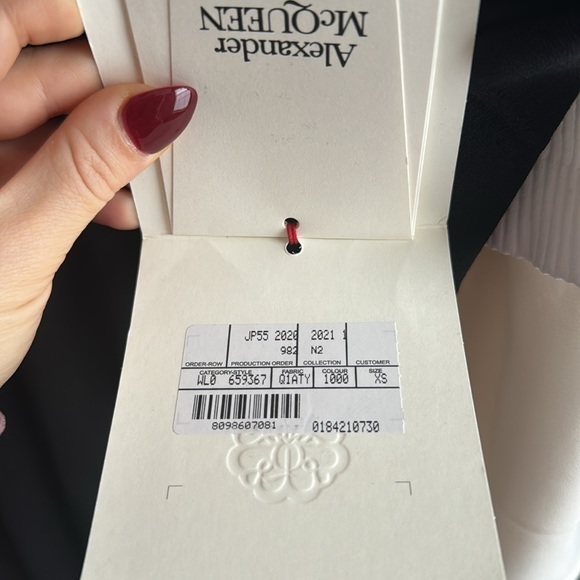 Alexander
McQUEEN
JP55 2020 2021 1
982 N2
ORDER-ROW PRODUCTION ORDER COLLECTION CUSTOMER
CATEGORY-STYLE FABRIC COLOUR SIZE
WL0 659367 Q1ATY 1000 XS
8098607081 0184210730